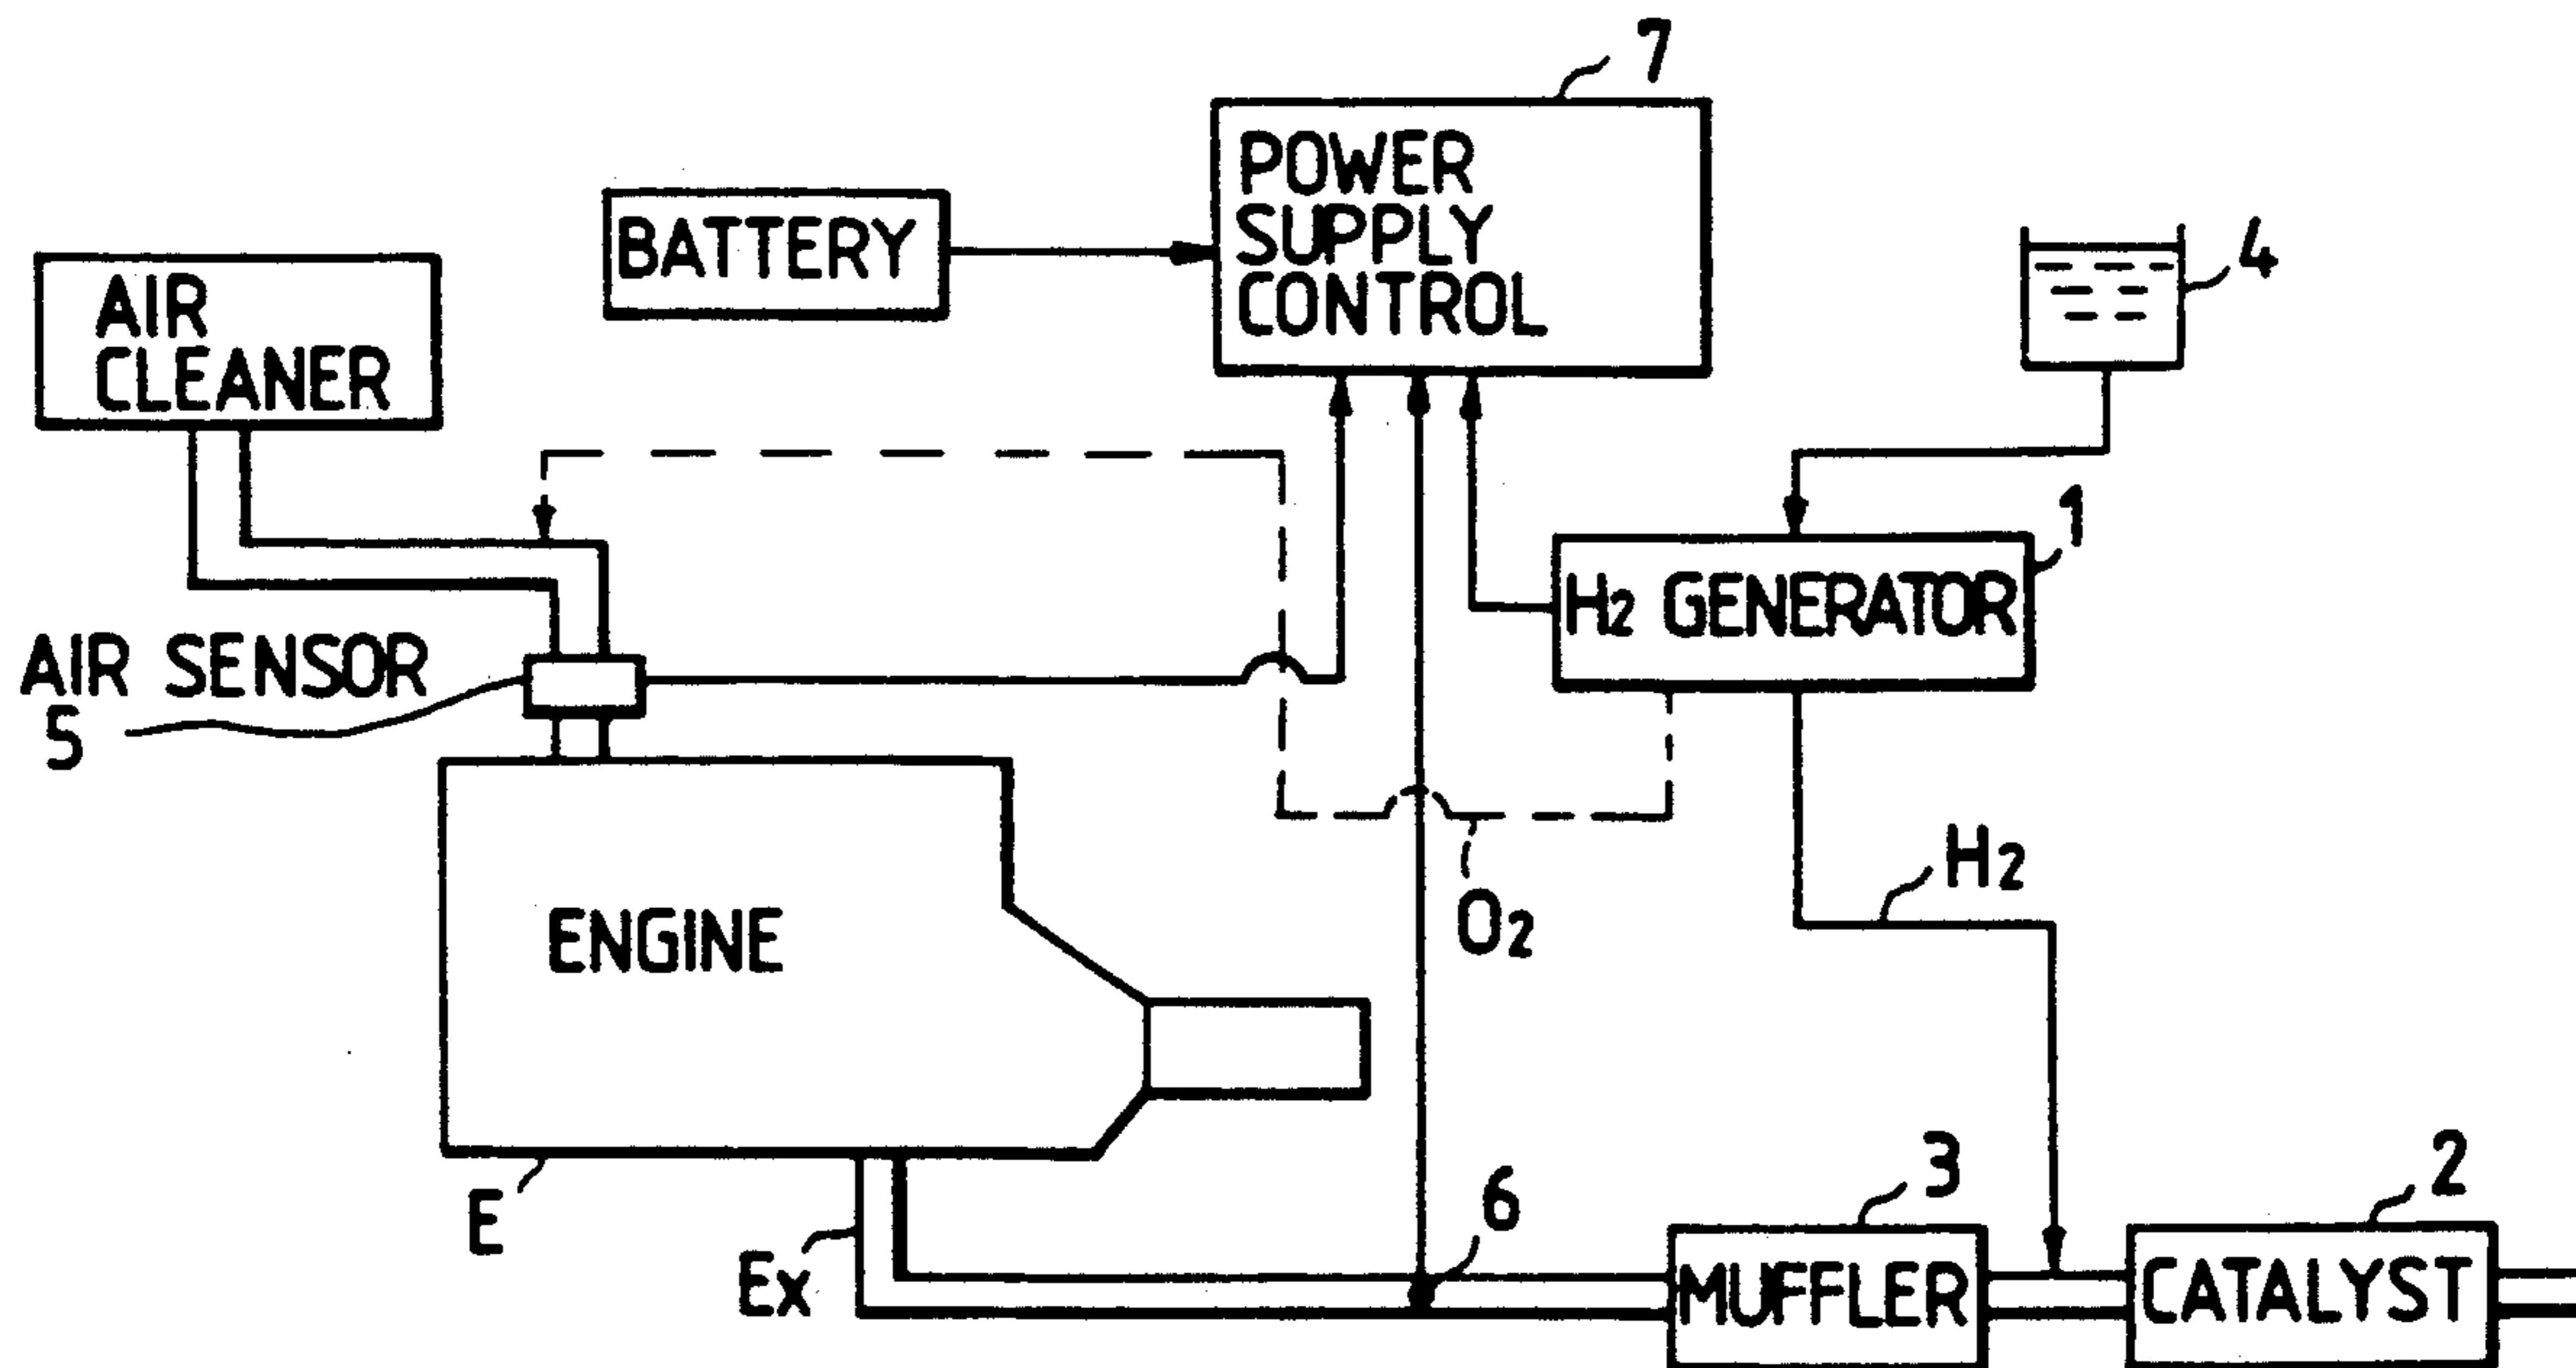 7
POWER
SUPPLY
CONTROL
BATTERY
4
AIR
CLEANER
1
H2 GENERATOR
AIR SENSOR
5
H2
O2
ENGINE
E
Ex
6
3
2
MUFFLER
CATALYST